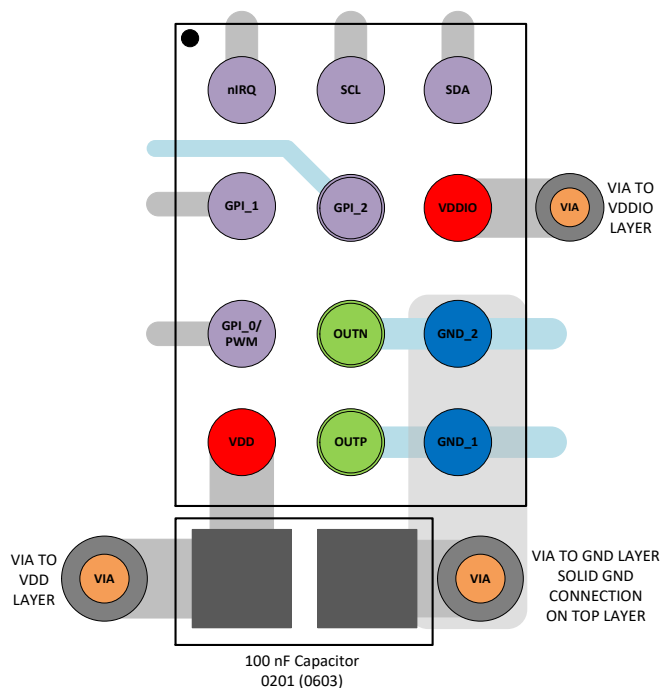 nIRQ
SCL
SDA
GPI_1
GPI_2
VDDIO
VIA
VIA TO
VDDIO
LAYER
GPI_0/
PWM
OUTN
GND_2
VDD
OUTP
GND_1
VIA TO
VDD
LAYER
VIA
VIA
VIA TO GND LAYER
SOLID GND
CONNECTION
ON TOP LAYER
100 nF Capacitor
0201 (0603)